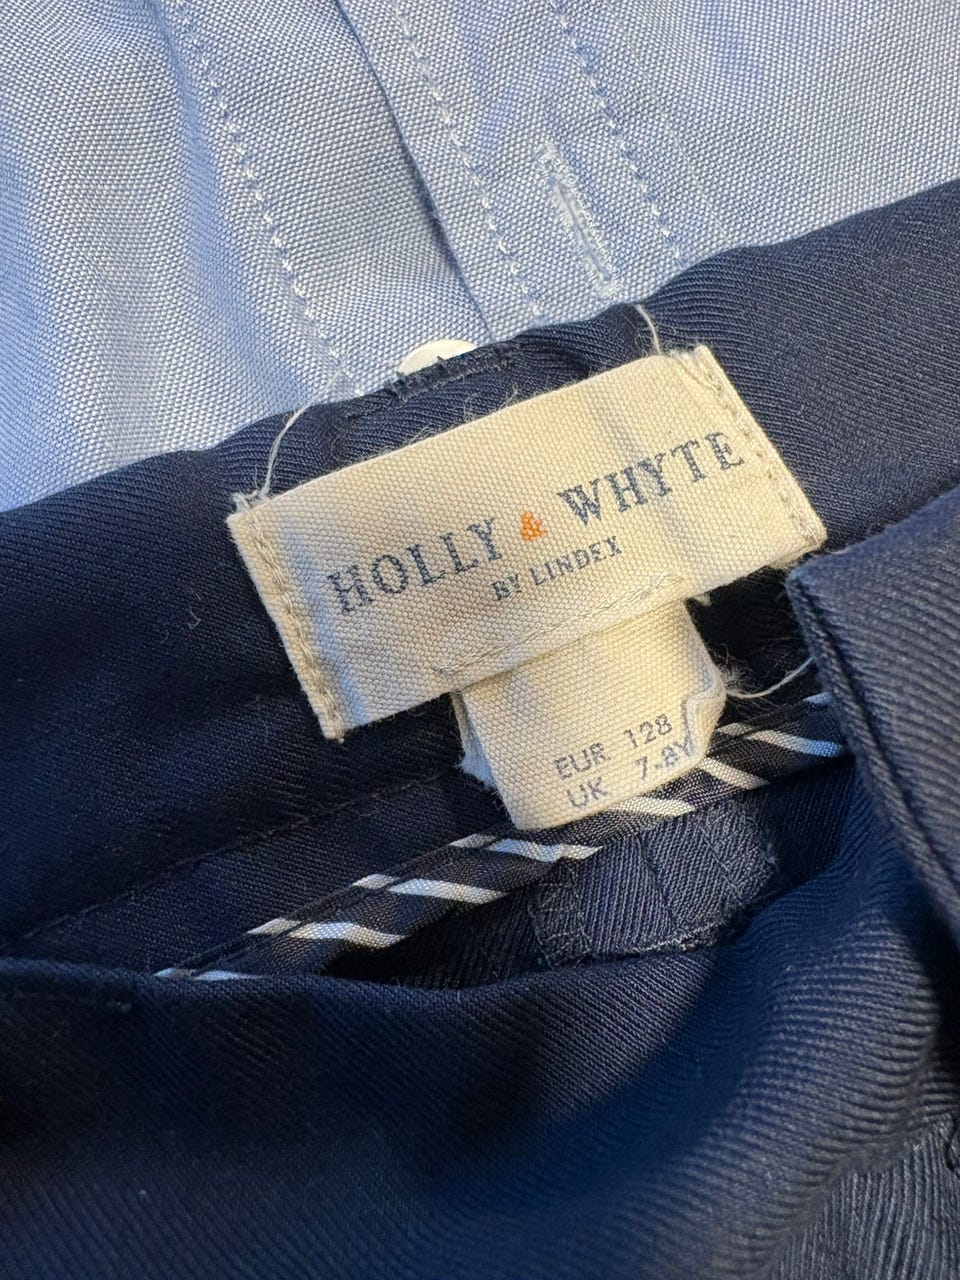 HOLLY & WHYTE
BY LINDEX
EUR 128
UK 7-8Y